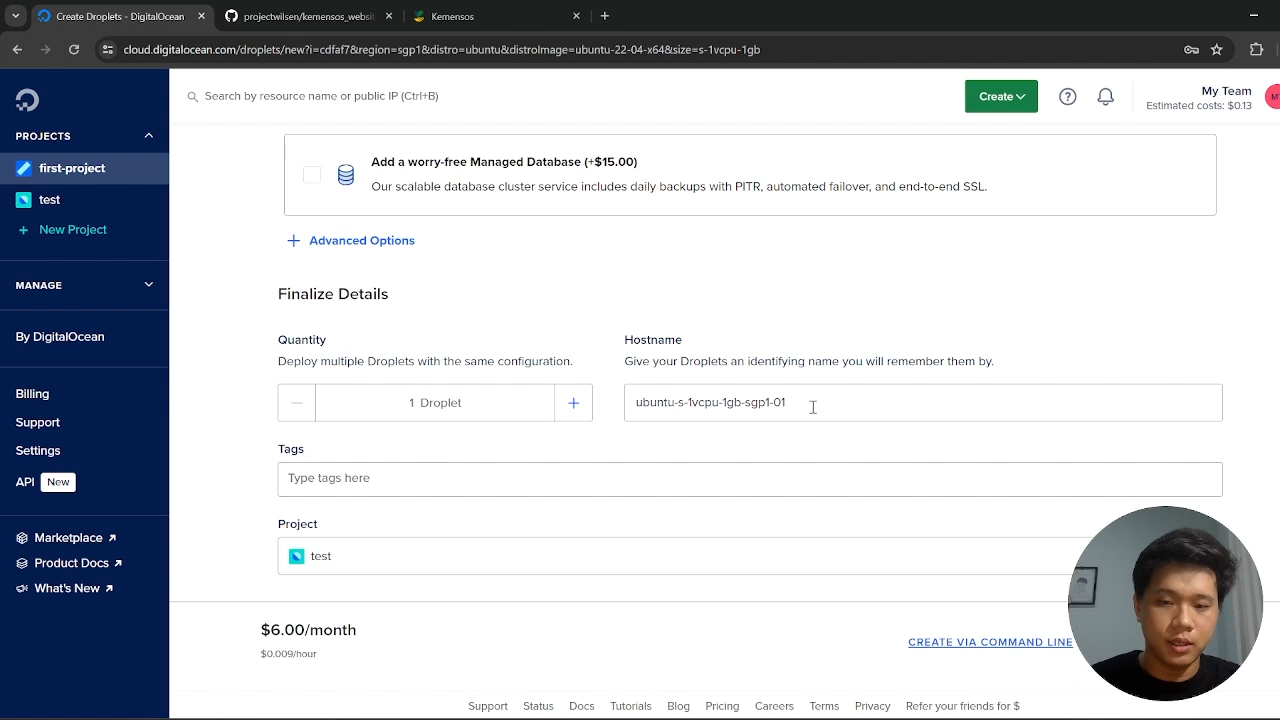 Create Droplets - DigitalOcean
projectwilsen/kemensos_websit
Kemensos
cloud.digitalocean.com/droplets/new?i=cdfaf7&region=sgp1&distro=ubuntu&distroImage=ubuntu-22-04-x64&size=s-1vcpu-1gb
Search by resource name or public IP (Ctrl+B)
Create
My Team
Estimated costs: $0.13
PROJECTS
first-project
test
+ New Project
MANAGE
By DigitalOcean
Billing
Support
Settings
API New
Marketplace
Product Docs
What's New
Add a worry-free Managed Database (+$15.00)
Our scalable database cluster service includes daily backups with PITR, automated failover, and end-to-end SSL.
+ Advanced Options
Finalize Details
Quantity
Deploy multiple Droplets with the same configuration.
1 Droplet
Hostname
Give your Droplets an identifying name you will remember them by.
ubuntu-s-1vcpu-1gb-sgp1-01
Tags
Type tags here
Project
test
$6.00/month
$0.009/hour
CREATE VIA COMMAND LINE
Support Status Docs Tutorials Blog Pricing Careers Terms Privacy Refer your friends for $